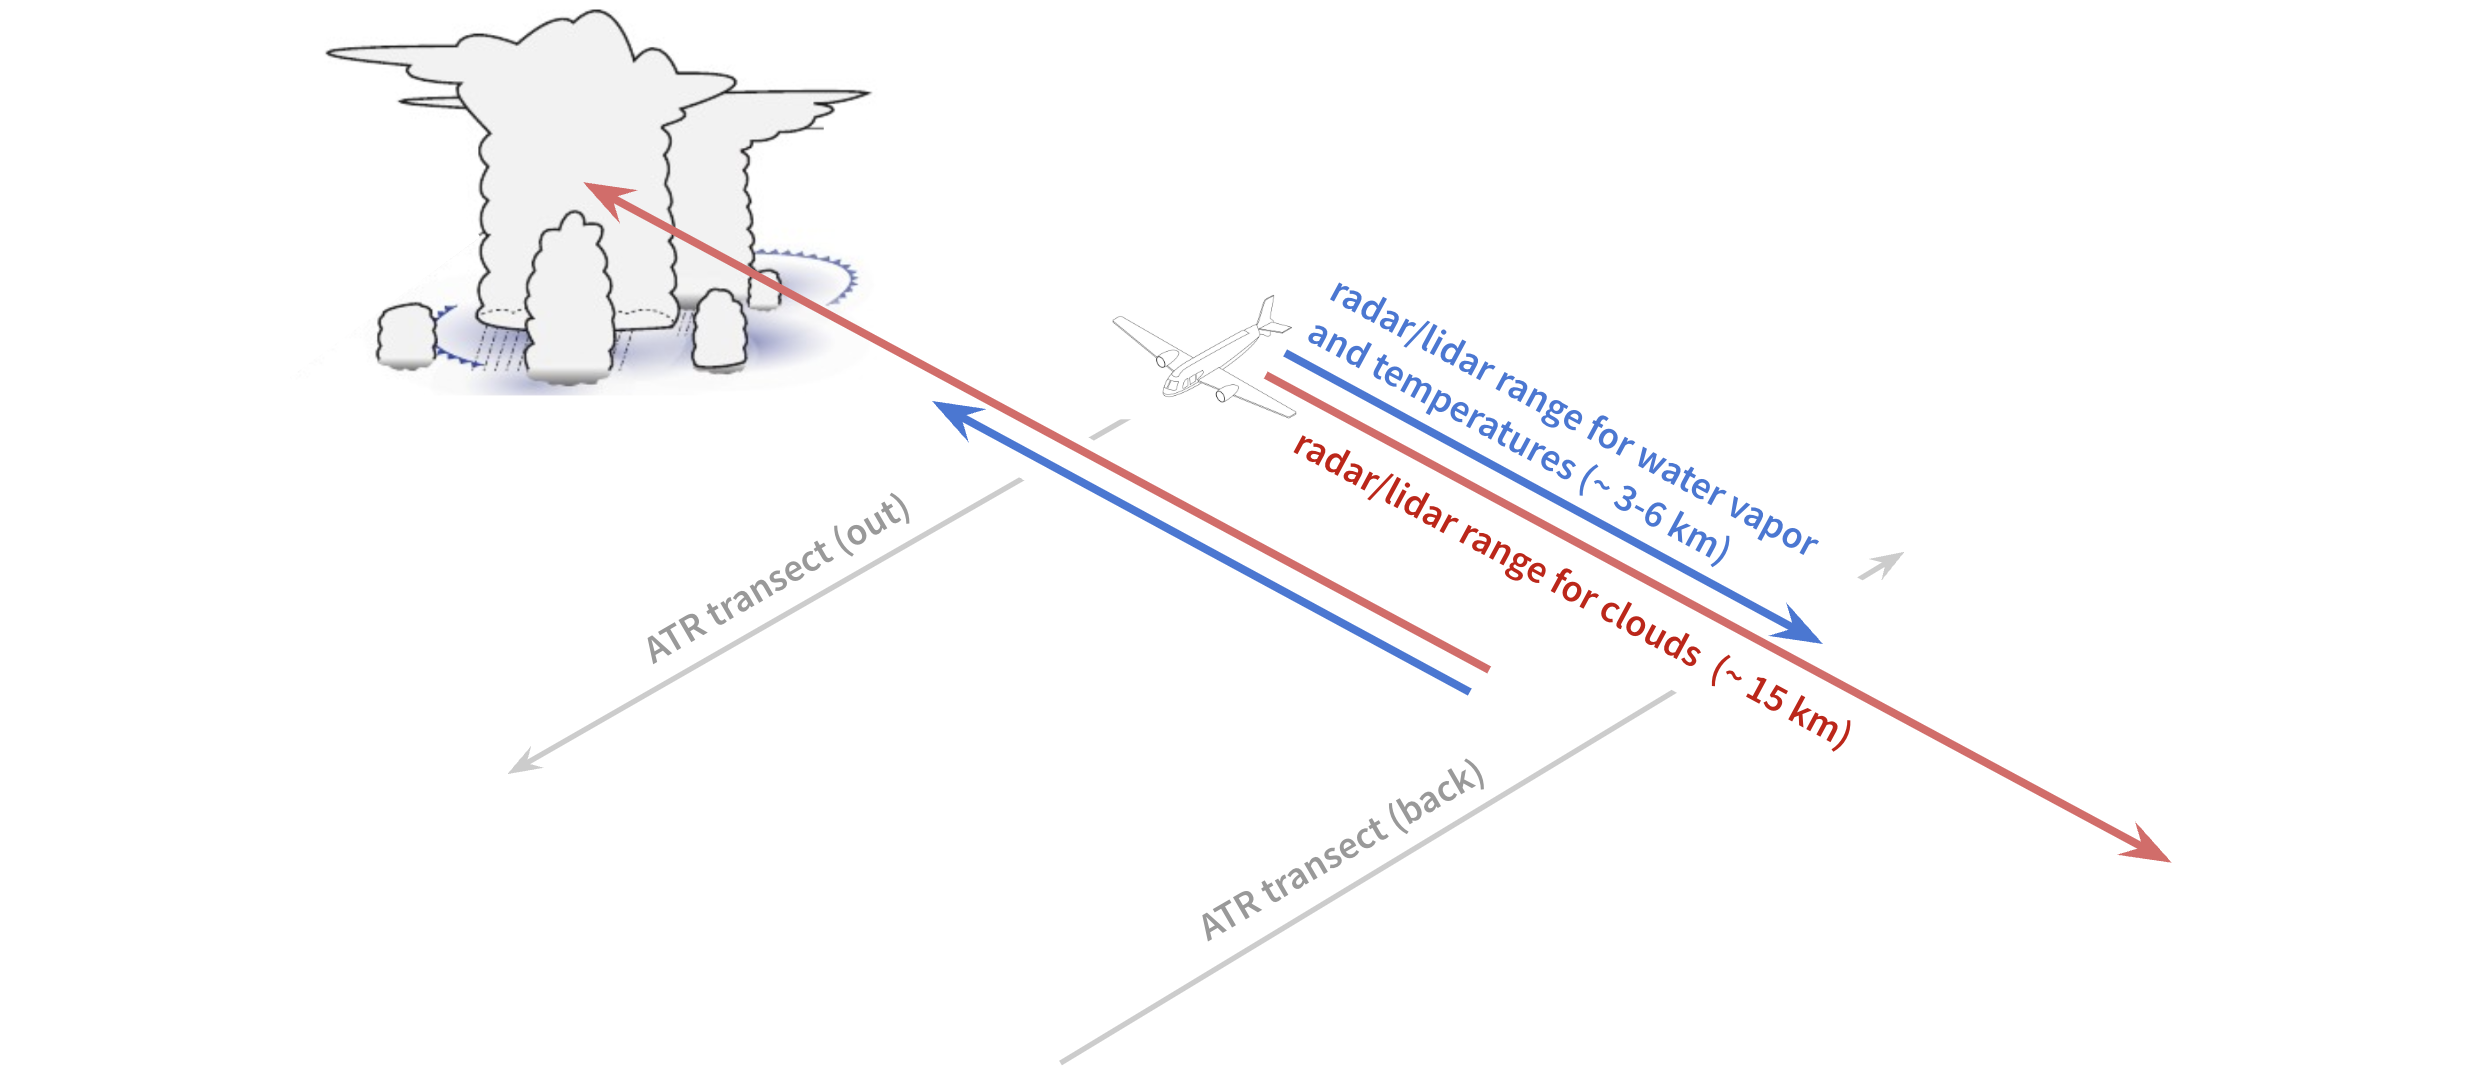 radar/lidar range for water vapor
and temperatures (~ 3-6 km)
radar/lidar range for clouds (~ 15 km)
ATR transect (out)
ATR transect (back)